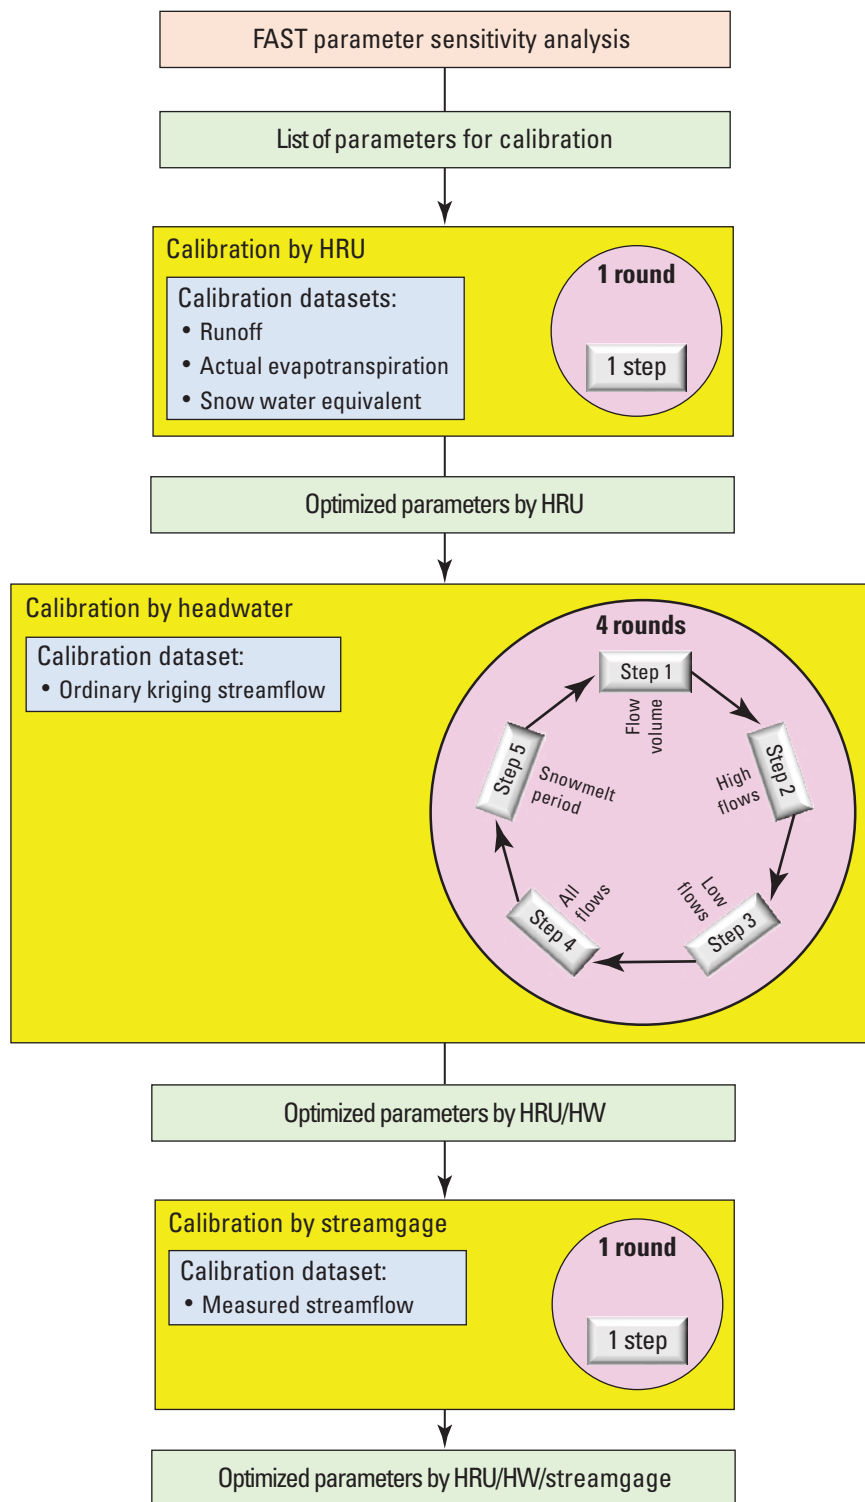 FAST parameter sensitivity analysis
List of parameters for calibration
Calibration by HRU
Calibration datasets:
• Runoff
• Actual evapotranspiration
• Snow water equivalent
1 round
1 step
Optimized parameters by HRU
Calibration by headwater
Calibration dataset:
• Ordinary kriging streamflow
4 rounds
Step 1
Flow
volume
Step 2
High
flows
Step 3
Low
flows
Step 4
All
flows
Step 5
Snowmelt
period
Optimized parameters by HRU/HW
Calibration by streamgage
Calibration dataset:
• Measured streamflow
1 round
1 step
Optimized parameters by HRU/HW/streamgage